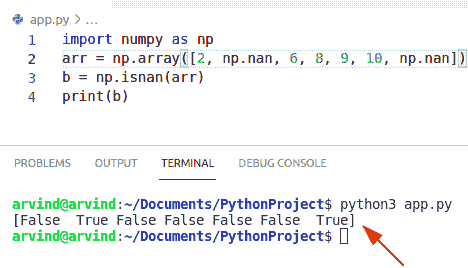 app.py > ...
1 import numpy as np
2 arr = np.array([2, np.nan, 6, 8, 9, 10, np.nan])
3 b = np.isnan(arr)
4 print(b)
PROBLEMS OUTPUT TERMINAL DEBUG CONSOLE
arvind@arvind:~/Documents/PythonProject$ python3 app.py
[False  True False False False False  True]
arvind@arvind:~/Documents/PythonProject$